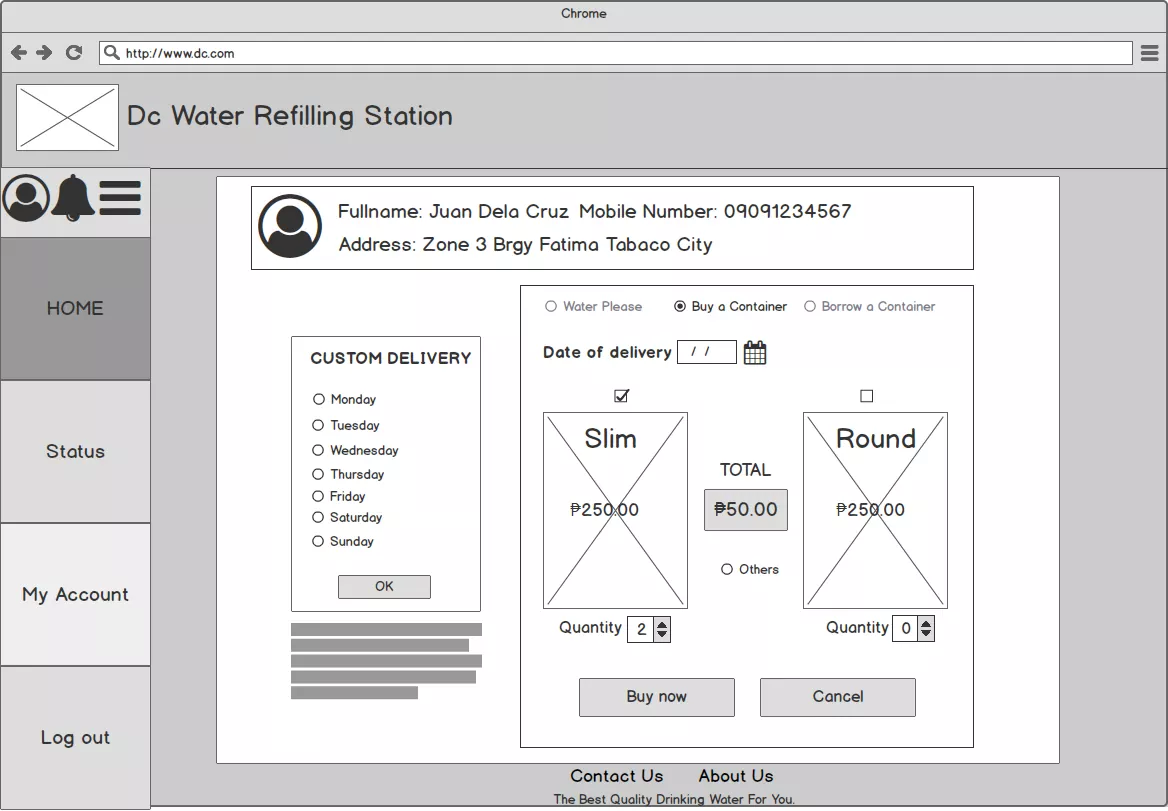 Chrome
http://www.dc.com
Dc Water Refilling Station
Fullname: Juan Dela Cruz Mobile Number: 09091234567
Address: Zone 3 Brgy Fatima Tabaco City
HOME
Status
My Account
Log out
CUSTOM DELIVERY
Monday
Tuesday
Wednesday
Thursday
Friday
Saturday
Sunday
OK
Water Please Buy a Container Borrow a Container
Date of delivery / /
Slim
₱250.00
Quantity 2
TOTAL
₱50.00
Others
Round
₱250.00
Quantity 0
Buy now Cancel
Contact Us About Us
The Best Quality Drinking Water For You.